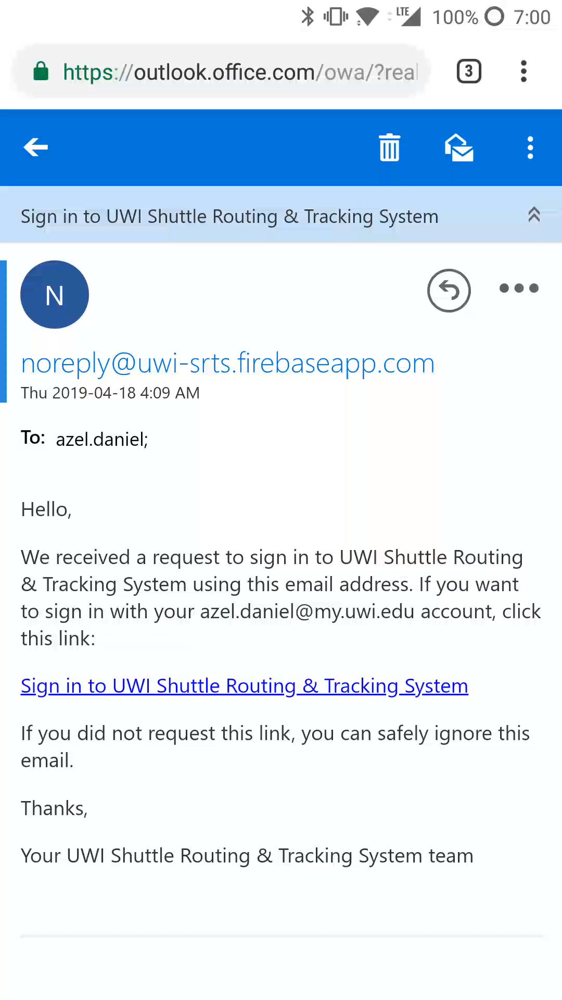 LTE 100% 7:00
https://outlook.office.com/owa/?rea
3
Sign in to UWI Shuttle Routing & Tracking System
N
noreply@uwi-srts.firebaseapp.com
Thu 2019-04-18 4:09 AM
To: azel.daniel;
Hello,
We received a request to sign in to UWI Shuttle Routing
& Tracking System using this email address. If you want
to sign in with your azel.daniel@my.uwi.edu account, click
this link:
Sign in to UWI Shuttle Routing & Tracking System
If you did not request this link, you can safely ignore this
email.
Thanks,
Your UWI Shuttle Routing & Tracking System team